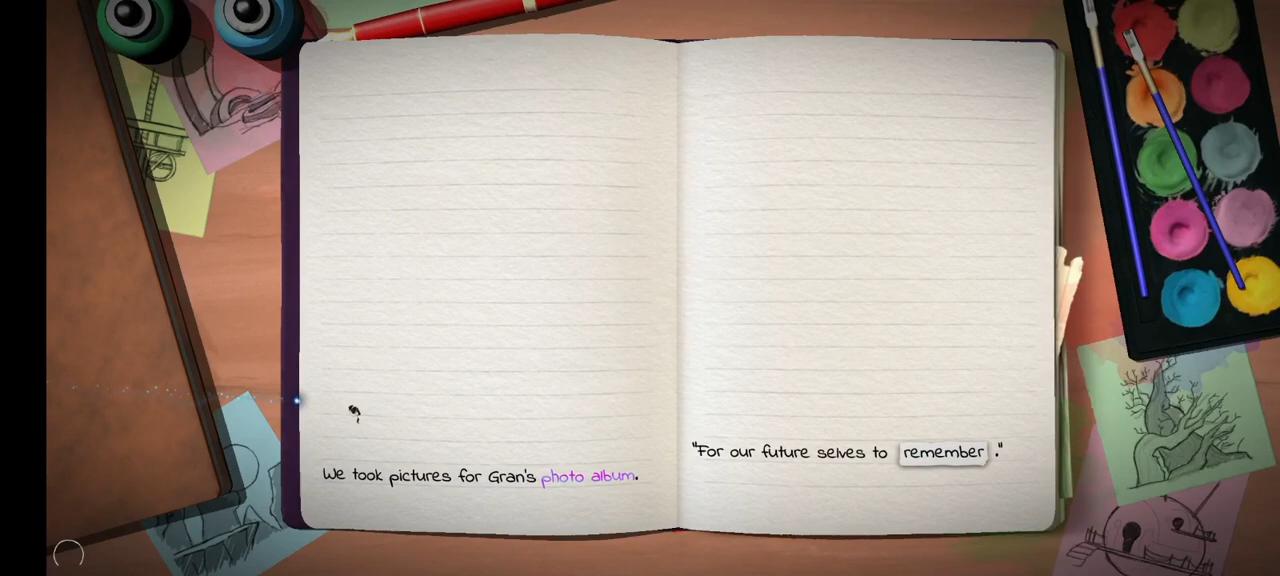 We took pictures for Gran's photo album.
"For our future selves to remember ."